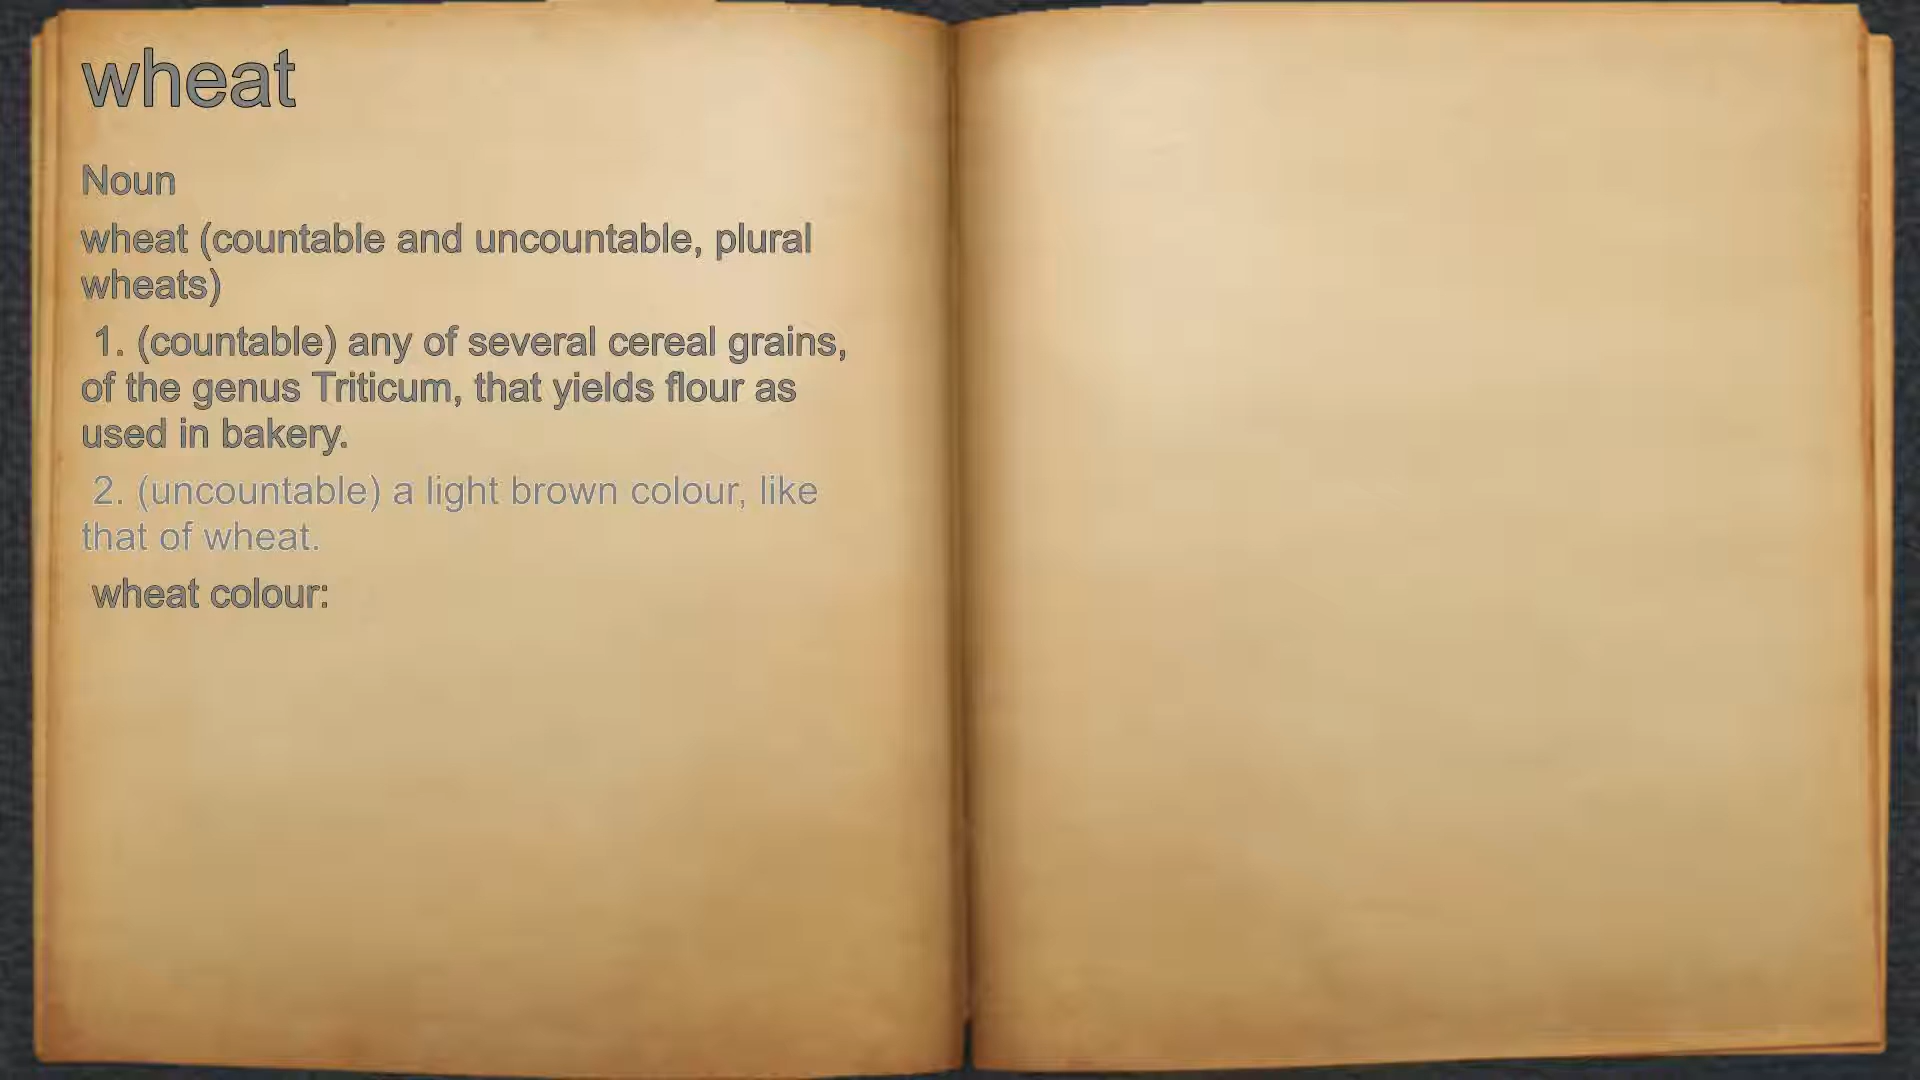 wheat
Noun
wheat (countable and uncountable, plural
wheats)
1. (countable) any of several cereal grains,
of the genus Triticum, that yields flour as
used in bakery.
2. (uncountable) a light brown colour, like
that of wheat.
wheat colour: